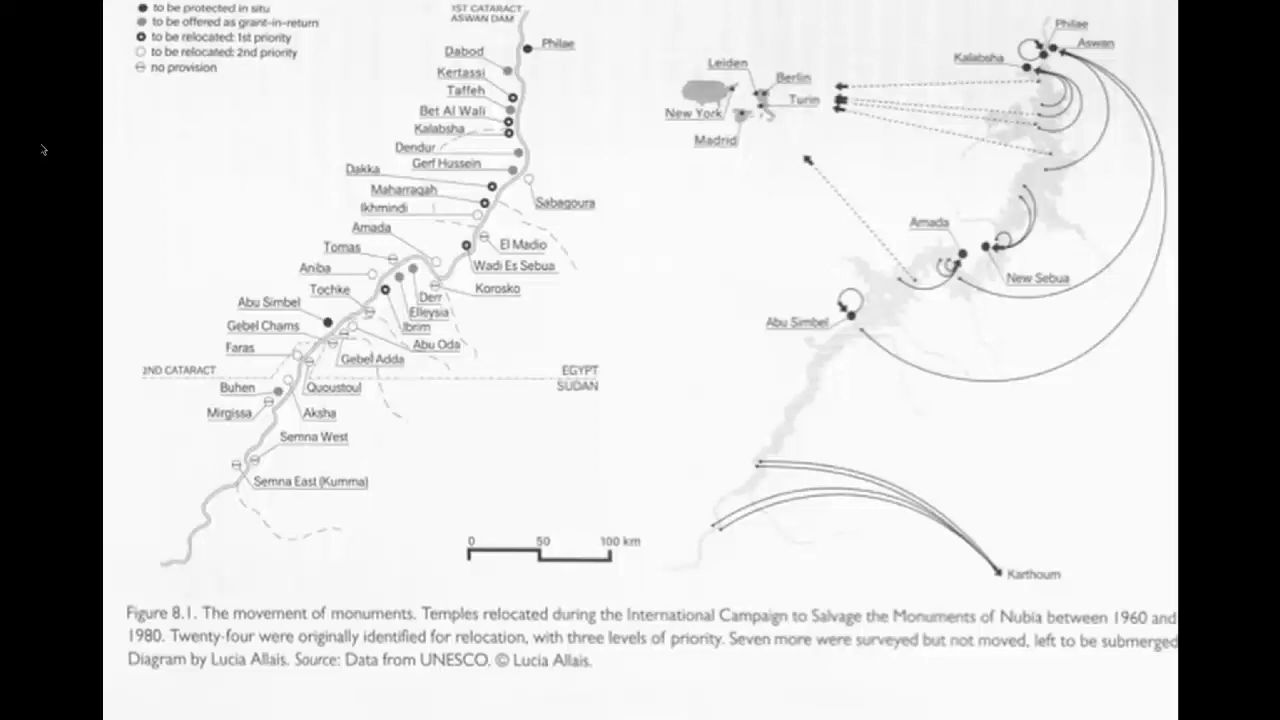 to be protected in situ
to be offered as grant-in-return
to be relocated: 1st priority
to be relocated: 2nd priority
no provision
1ST CATARACT
ASWAN DAM
Philae
Dabod
Kertassi
Taffeh
Bet Al Wali
Kalabsha
Dendur
Gerf Hussein
Dakka
Maharraqah
Sabagoura
Ikhmindi
Amada
Tomas
El Madio
Aniba
Wadi Es Sebua
Tochke
Korosko
Derr
Abu Simbel
Elleysia
Gebel Chams
Ibrim
Faras
Abu Oda
Gebel Adda
2ND CATARACT
EGYPT
SUDAN
Buhen
Quoustoul
Mirgissa
Aksha
Semna West
Semna East (Kumma)
0 50 100 km
Philae
Aswan
Kalabsha
Leiden
Berlin
Turin
New York
Madrid
Amada
New Sebua
Abu Simbel
Karthoum
Figure 8.1. The movement of monuments. Temples relocated during the International Campaign to Salvage the Monuments of Nubia between 1960 and
1980. Twenty-four were originally identified for relocation, with three levels of priority. Seven more were surveyed but not moved, left to be submerged
Diagram by Lucia Allais. Source: Data from UNESCO. © Lucia Allais.